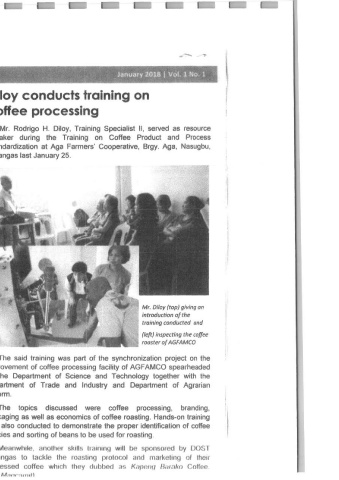 January 2018 | Vol. 1 No. 1
loy conducts training on
offee processing
Mr. Rodrigo H. Diloy, Training Specialist II, served as resource
aker during the Training on Coffee Product and Process
ndardization at Aga Farmers' Cooperative, Brgy. Aga, Nasugbu,
angas last January 25.
Mr. Diloy (top) giving an
introduction of the
training conducted and
(left) inspecting the coffee
roaster of AGFAMCO
The said training was part of the synchronization project on the
rovement of coffee processing facility of AGFAMCO spearheaded
he Department of Science and Technology together with the
artment of Trade and Industry and Department of Agrarian
orm.
The topics discussed were coffee processing, branding,
kaging as well as economics of coffee roasting. Hands-on training
also conducted to demonstrate the proper identification of coffee
ties and sorting of beans to be used for roasting
Meanwhile, another skills training will be sponsored by DOST
ngas to tackle the roasting protocol and marketing of their
essed coffee which they dubbed as Kapeng Barako Coffee.